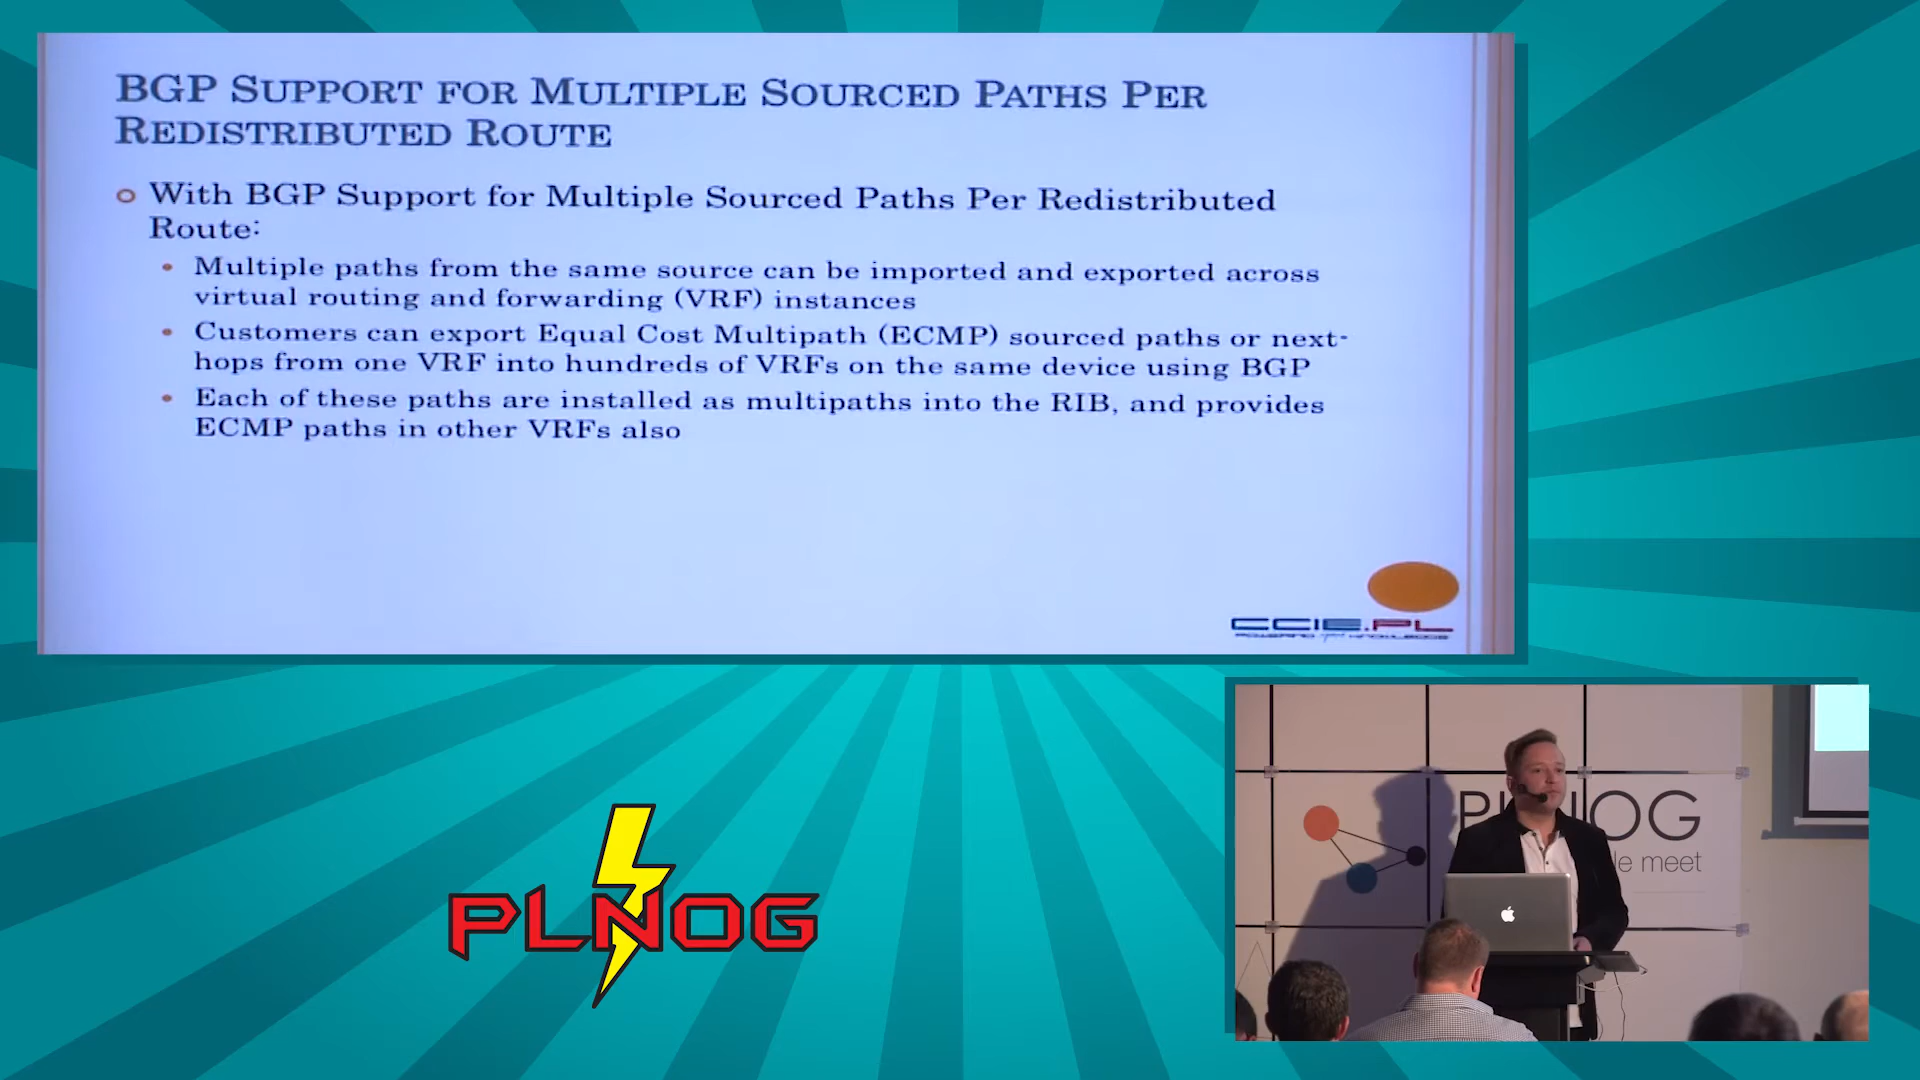 BGP SUPPORT FOR MULTIPLE SOURCED PATHS PER
REDISTRIBUTED ROUTE
With BGP Support for Multiple Sourced Paths Per Redistributed
Route:
Multiple paths from the same source can be imported and exported across
virtual routing and forwarding (VRF) instances
Customers can export Equal Cost Multipath (ECMP) sourced paths or next-
hops from one VRF into hundreds of VRFs on the same device using BGP
Each of these paths are installed as multipaths into the RIB, and provides
ECMP paths in other VRFs also
CCIE.PL
POWERING your KNOWLEDGE
PLNOG
PLNOG
meet